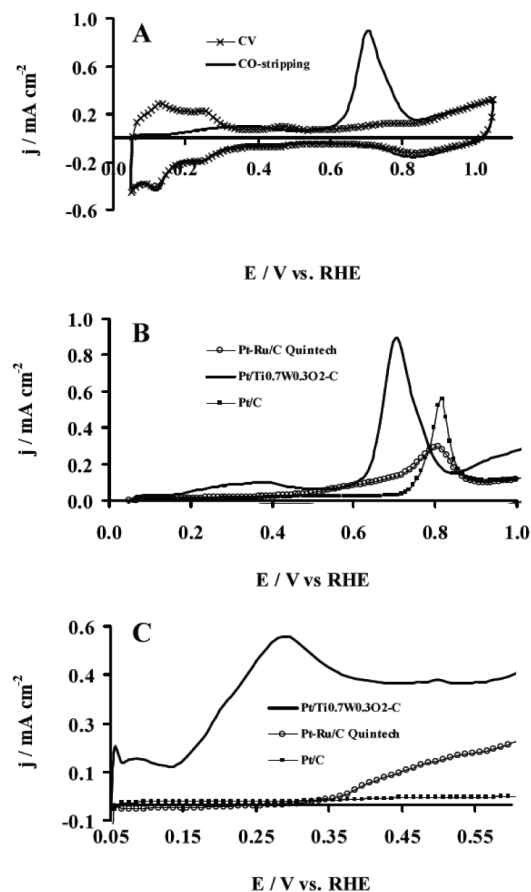 A
1.0
CV
CO-stripping
0.6
0.2
-0.2
-0.6
0.0 0.2 0.4 0.6 0.8 1.0
j / mA cm-2
E / V vs. RHE
B
1.0
0.8
0.6
0.4
0.2
0.0
Pt-Ru/C Quintech
Pt/Ti0.7W0.3O2-C
Pt/C
0.0 0.2 0.4 0.6 0.8 1.0
j / mA cm-2
E / V vs RHE
C
0.6
0.4
0.3
0.1
-0.1
Pt/Ti0.7W0.3O2-C
Pt-Ru/C Quintech
Pt/C
0.05 0.15 0.25 0.35 0.45 0.55
j / mA cm-2
E / V vs. RHE